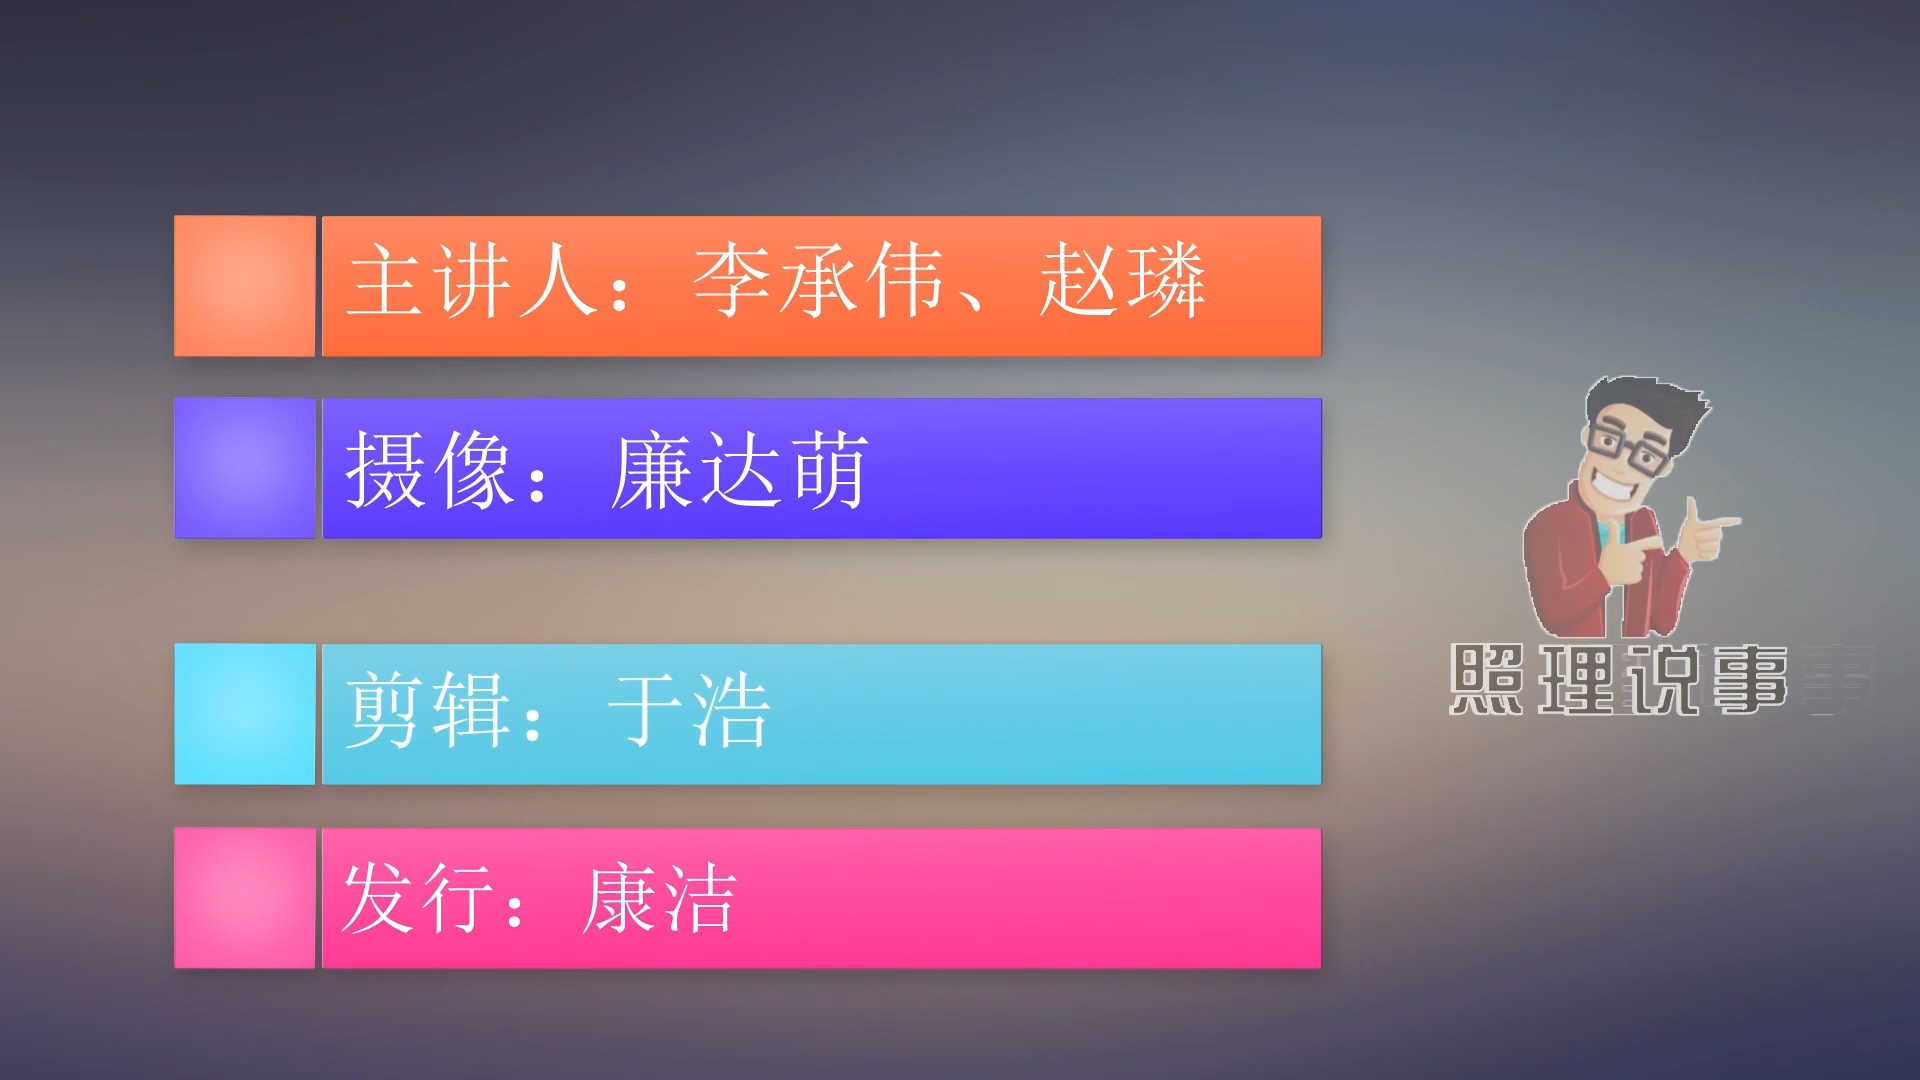 主讲人：李承伟、赵璘
摄像：廉达萌
剪辑：于浩
发行：康洁
照理说事